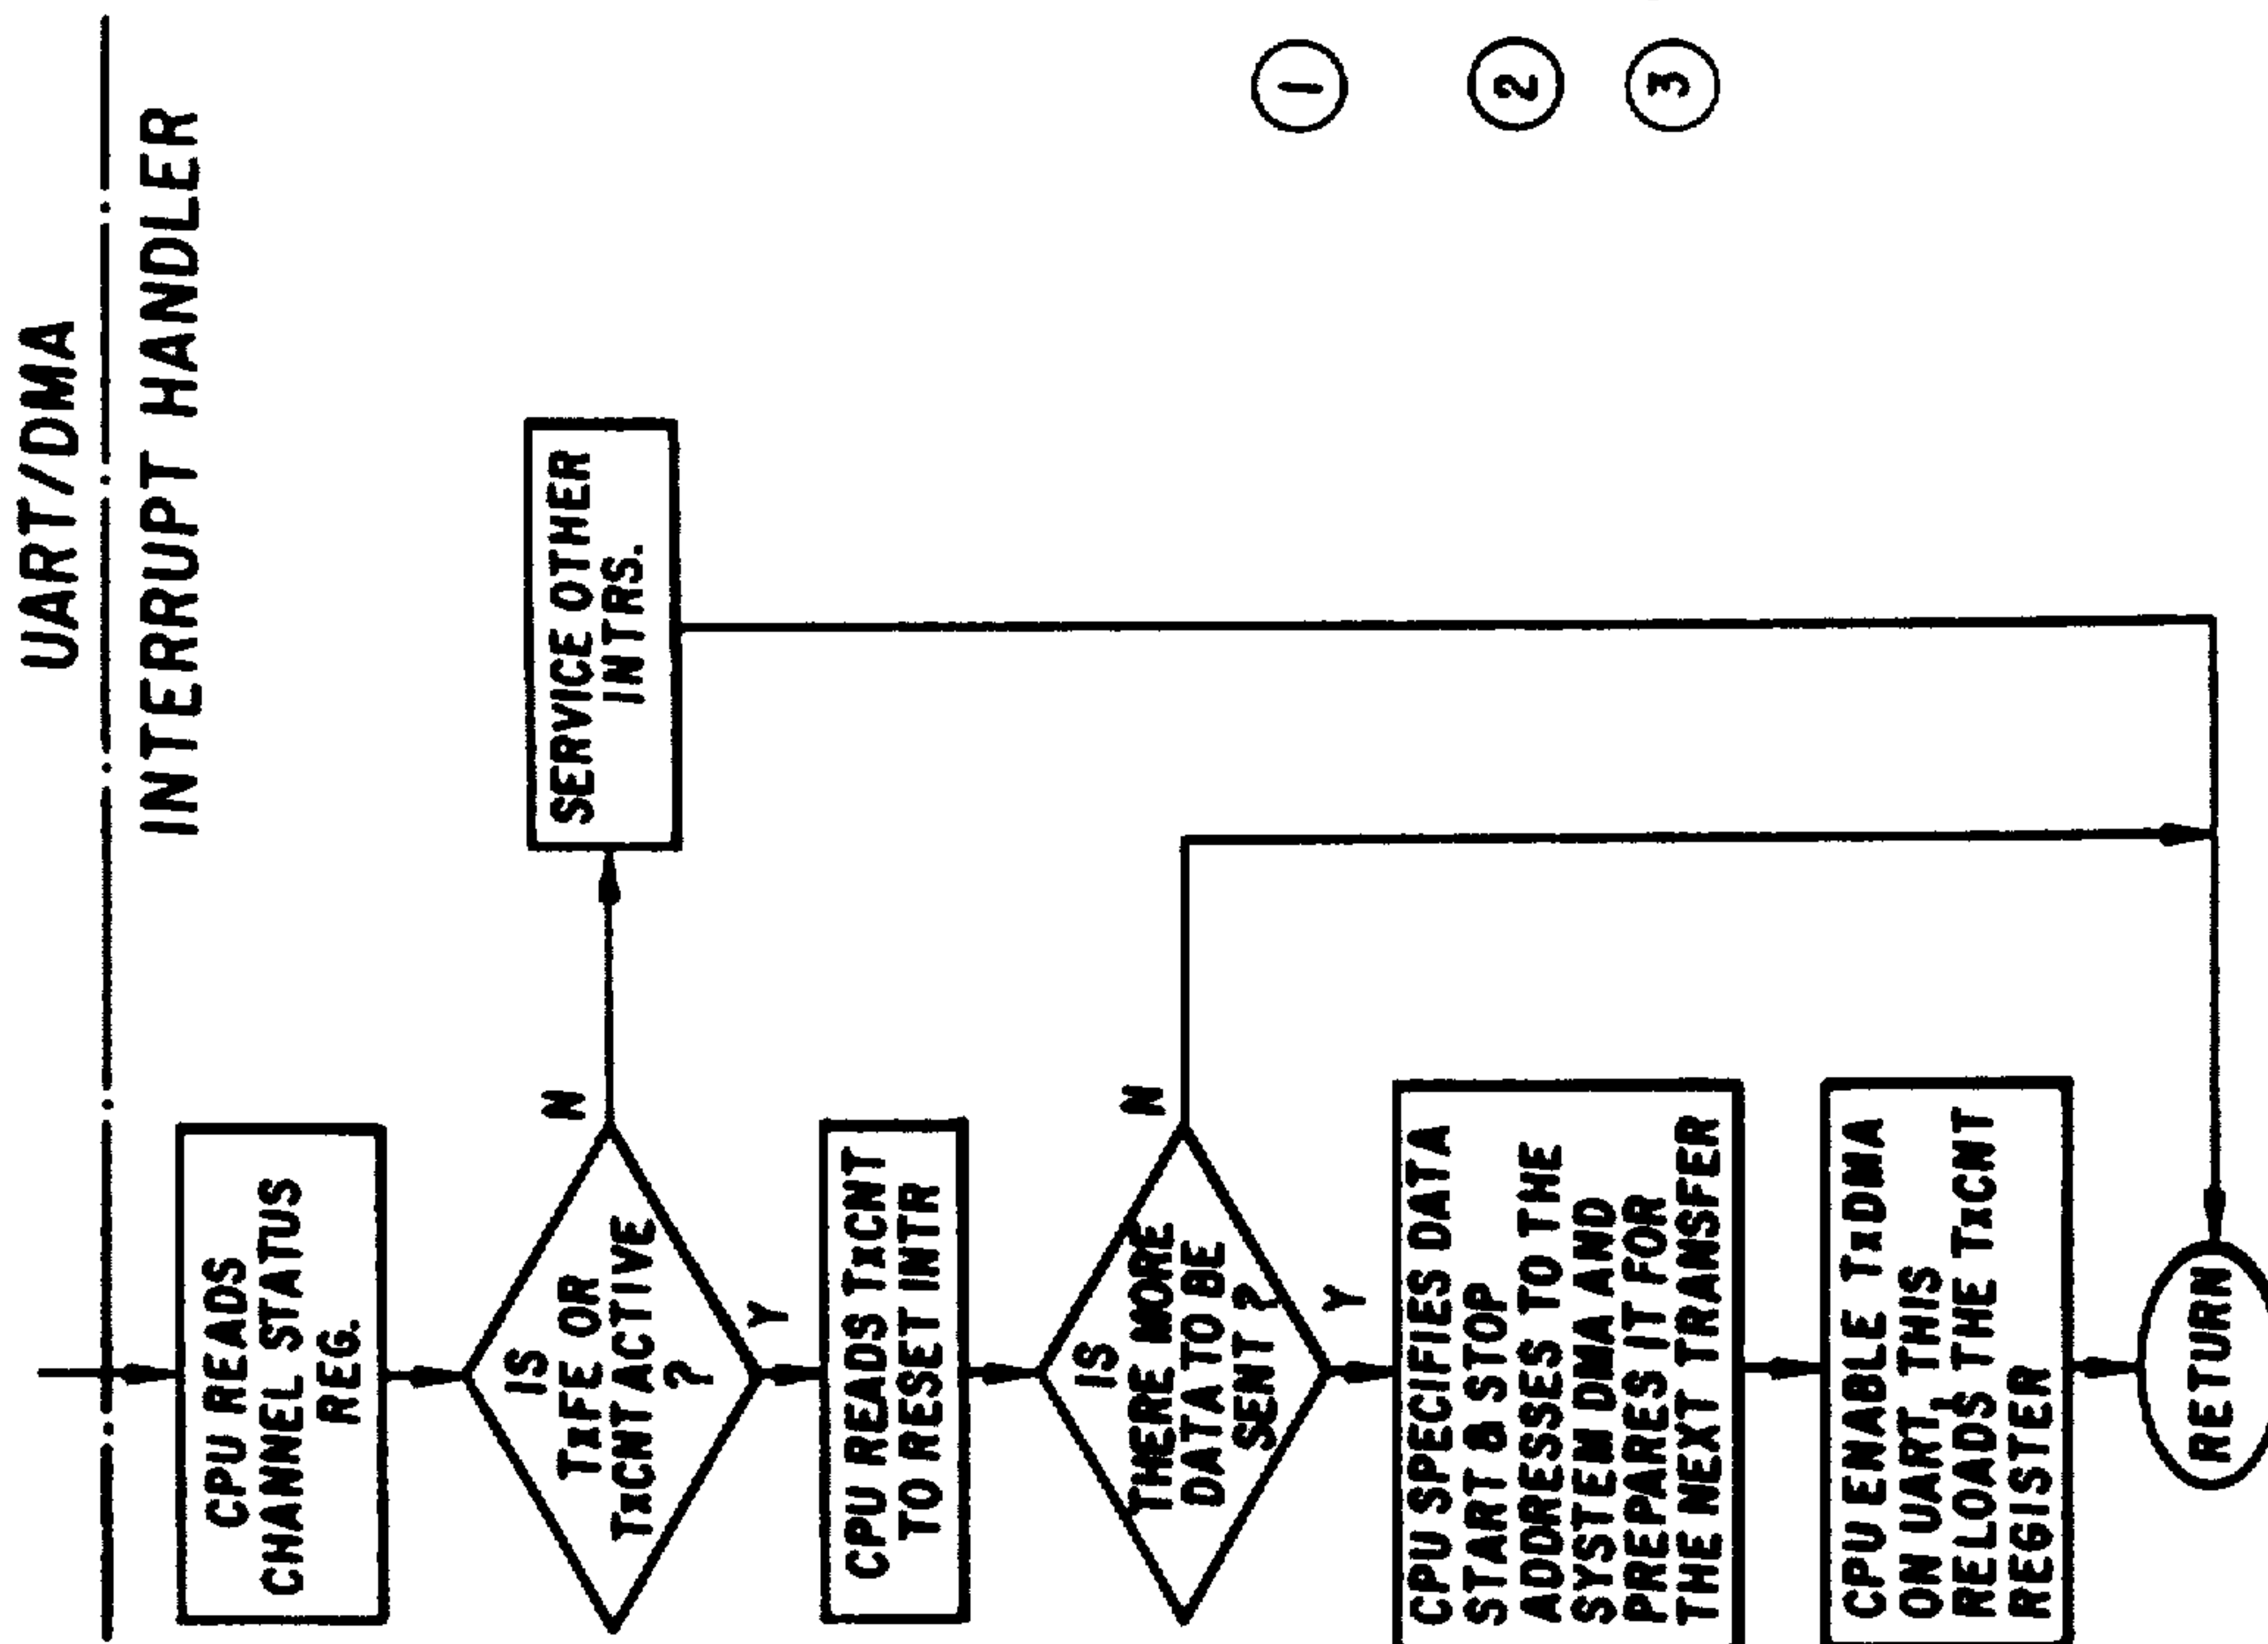 UART/DMA
INTERRUPT HANDLER
CPU READS
CHANNEL STATUS
REG.
IS
TxFE OR
TxCNT ACTIVE
?
N
Y
SERVICE OTHER
INTRS.
CPU READS TxCNT
TO RESET INTR
IS
THERE MORE
DATA TO BE
SENT ?
N
Y
CPU SPECIFIES DATA
START & STOP
ADDRESSES TO THE
SYSTEM DMA AND
PREPARES IT FOR
THE NEXT TRANSFER
CPU ENABLE TxDMA
ON UART, THIS
RELOADS THE TxCNT
REGISTER
RETURN
1
2
3